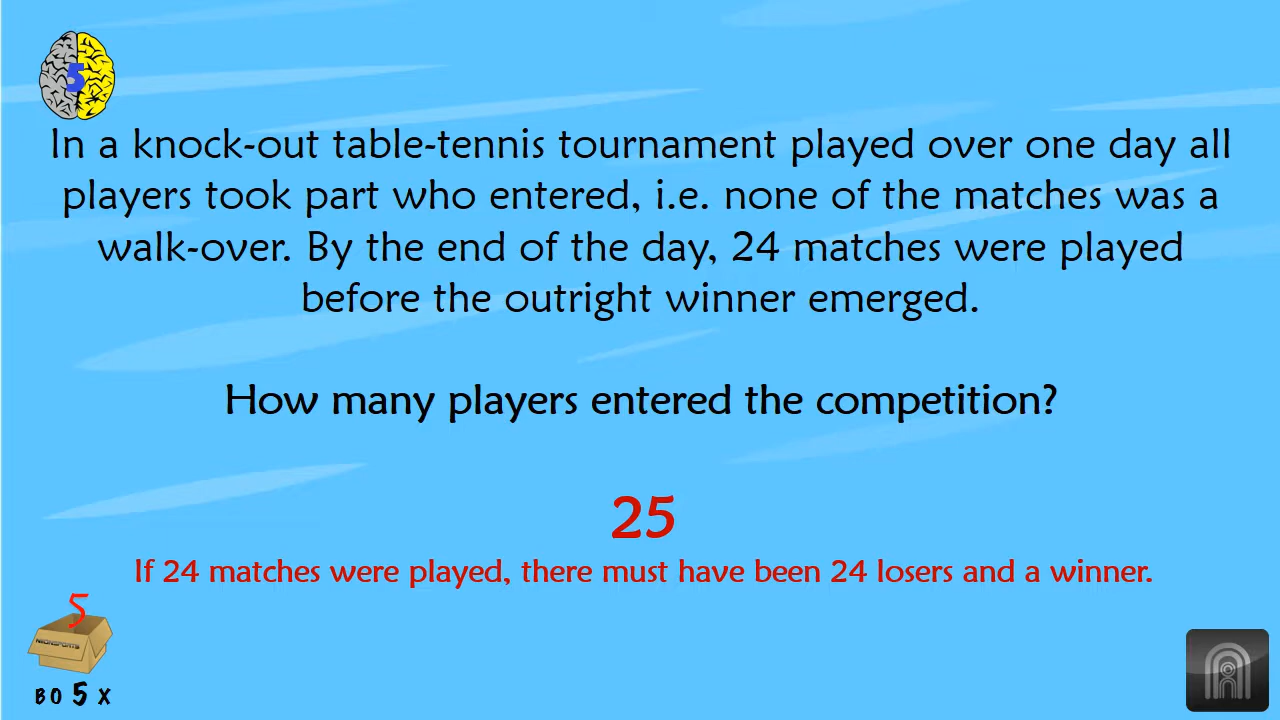 5
In a knock-out table-tennis tournament played over one day all
players took part who entered, i.e. none of the matches was a
walk-over. By the end of the day, 24 matches were played
before the outright winner emerged.
How many players entered the competition?
25
If 24 matches were played, there must have been 24 losers and a winner.
5
BO 5 X